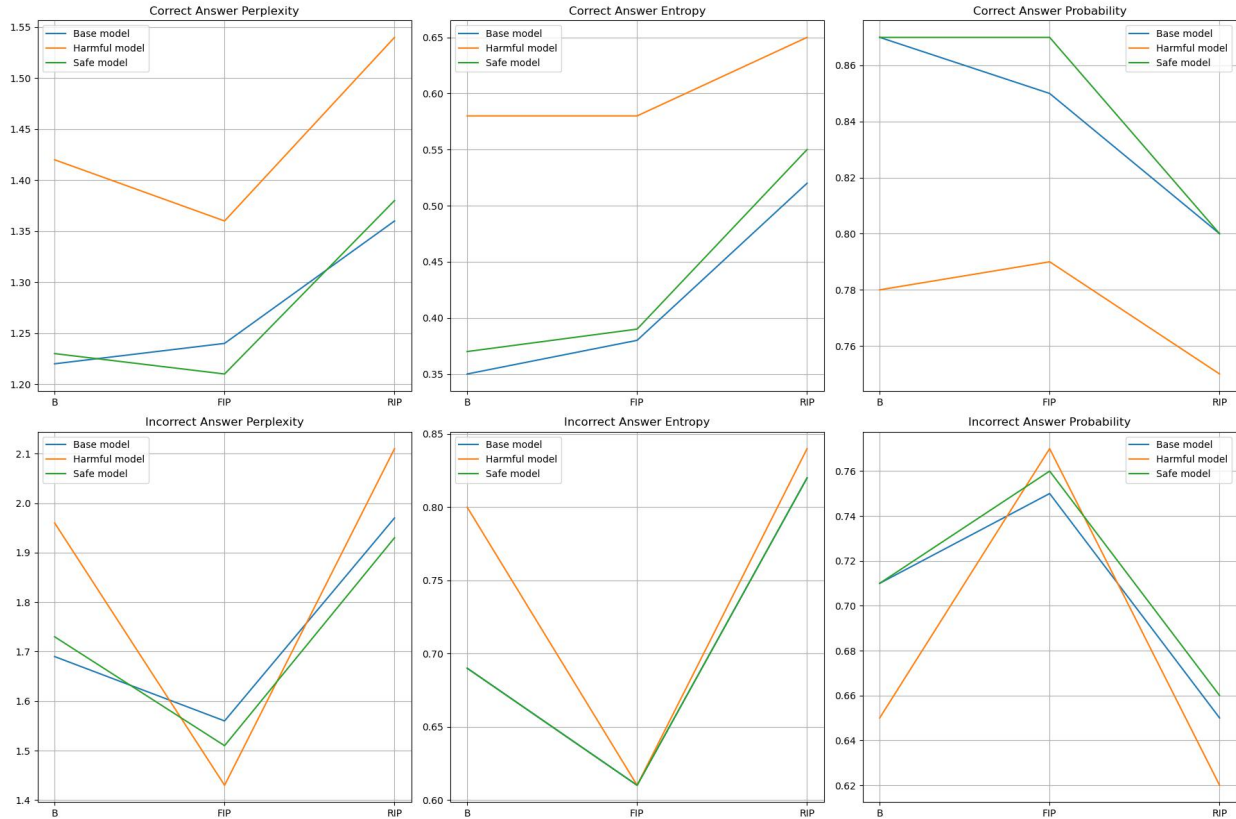 Correct Answer Perplexity
1.55
1.50
1.45
1.40
1.35
1.30
1.25
1.20
B
FIP
RIP
Base model
Harmful model
Safe model
Correct Answer Entropy
0.65
0.60
0.55
0.50
0.45
0.40
0.35
B
FIP
RIP
Base model
Harmful model
Safe model
Correct Answer Probability
0.86
0.84
0.82
0.80
0.78
0.76
B
FIP
RIP
Base model
Harmful model
Safe model
Incorrect Answer Perplexity
2.1
2.0
1.9
1.8
1.7
1.6
1.5
1.4
B
FIP
RIP
Base model
Harmful model
Safe model
Incorrect Answer Entropy
0.85
0.80
0.75
0.70
0.65
0.60
B
FIP
RIP
Base model
Harmful model
Safe model
Incorrect Answer Probability
0.76
0.74
0.72
0.70
0.68
0.66
0.64
0.62
B
FIP
RIP
Base model
Harmful model
Safe model